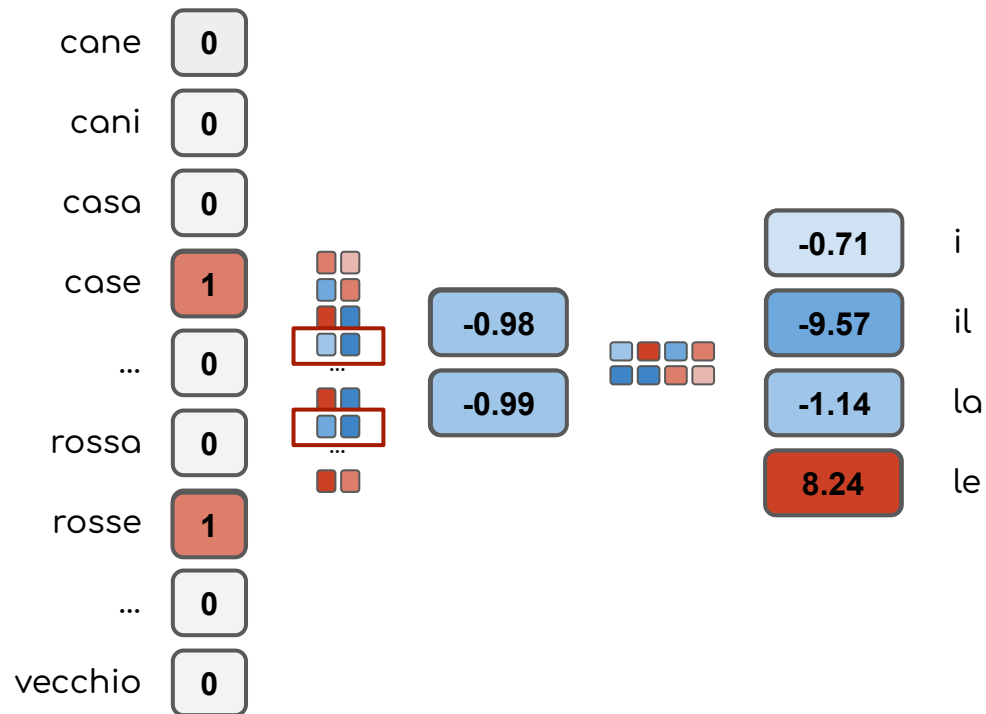 cane 0
cani 0
casa 0
case 1
... 0
rossa 0
rosse 1
... 0
vecchio 0
...
...
-0.98
-0.99
-0.71 i
-9.57 il
-1.14 la
8.24 le